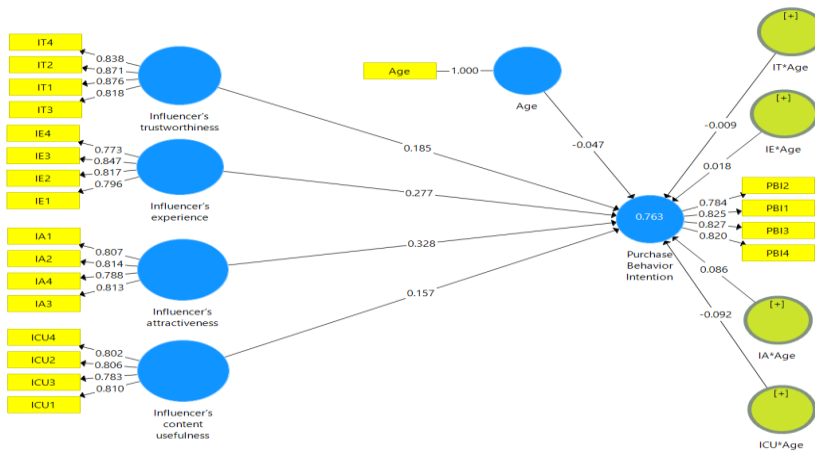 IT4
IT2
IT1
IT3
0.838
0.871
0.876
0.818
Influencer's
trustworthiness
IE4
IE3
IE2
IE1
0.773
0.847
0.817
0.796
Influencer's
experience
IA1
IA2
IA4
IA3
0.807
0.814
0.788
0.813
Influencer's
attractiveness
ICU4
ICU2
ICU3
ICU1
0.802
0.806
0.783
0.810
Influencer's
content
usefulness
Age
1.000
Age
-0.047
0.185
0.277
0.328
0.157
0.763
Purchase
Behavior
Intention
0.784
0.825
0.827
0.820
PBI2
PBI1
PBI3
PBI4
[+]
IT*Age
-0.009
[+]
IE*Age
0.018
0.086
[+]
IA*Age
-0.092
[+]
ICU*Age